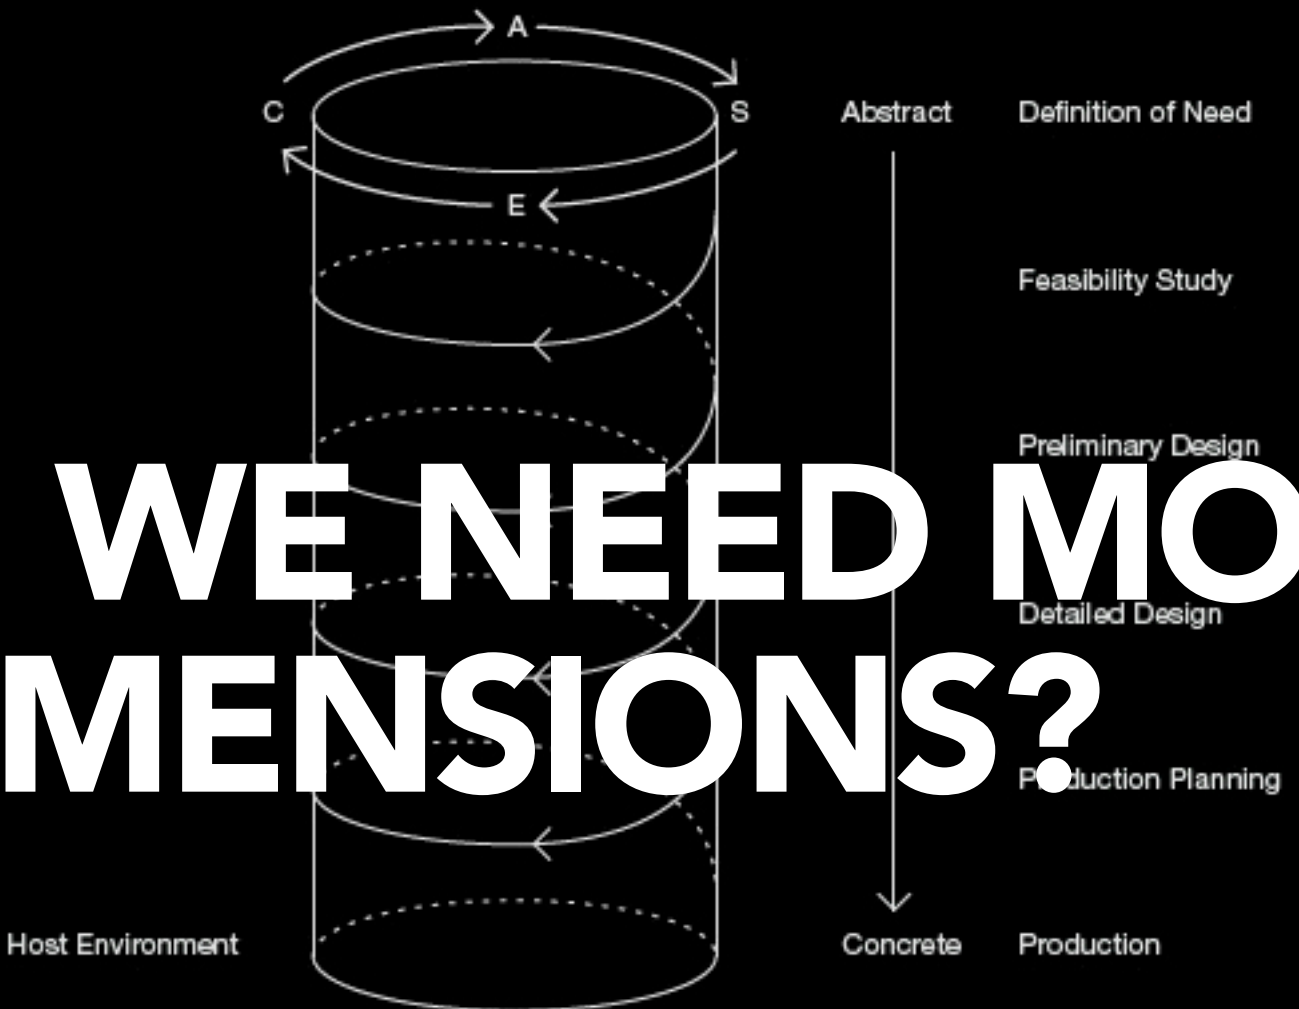 A
C S Abstract Definition of Need
E
Feasibility Study
Preliminary Design
WE NEED MO
Detailed Design
MENSIONS?
Production Planning
Host Environment Concrete Production